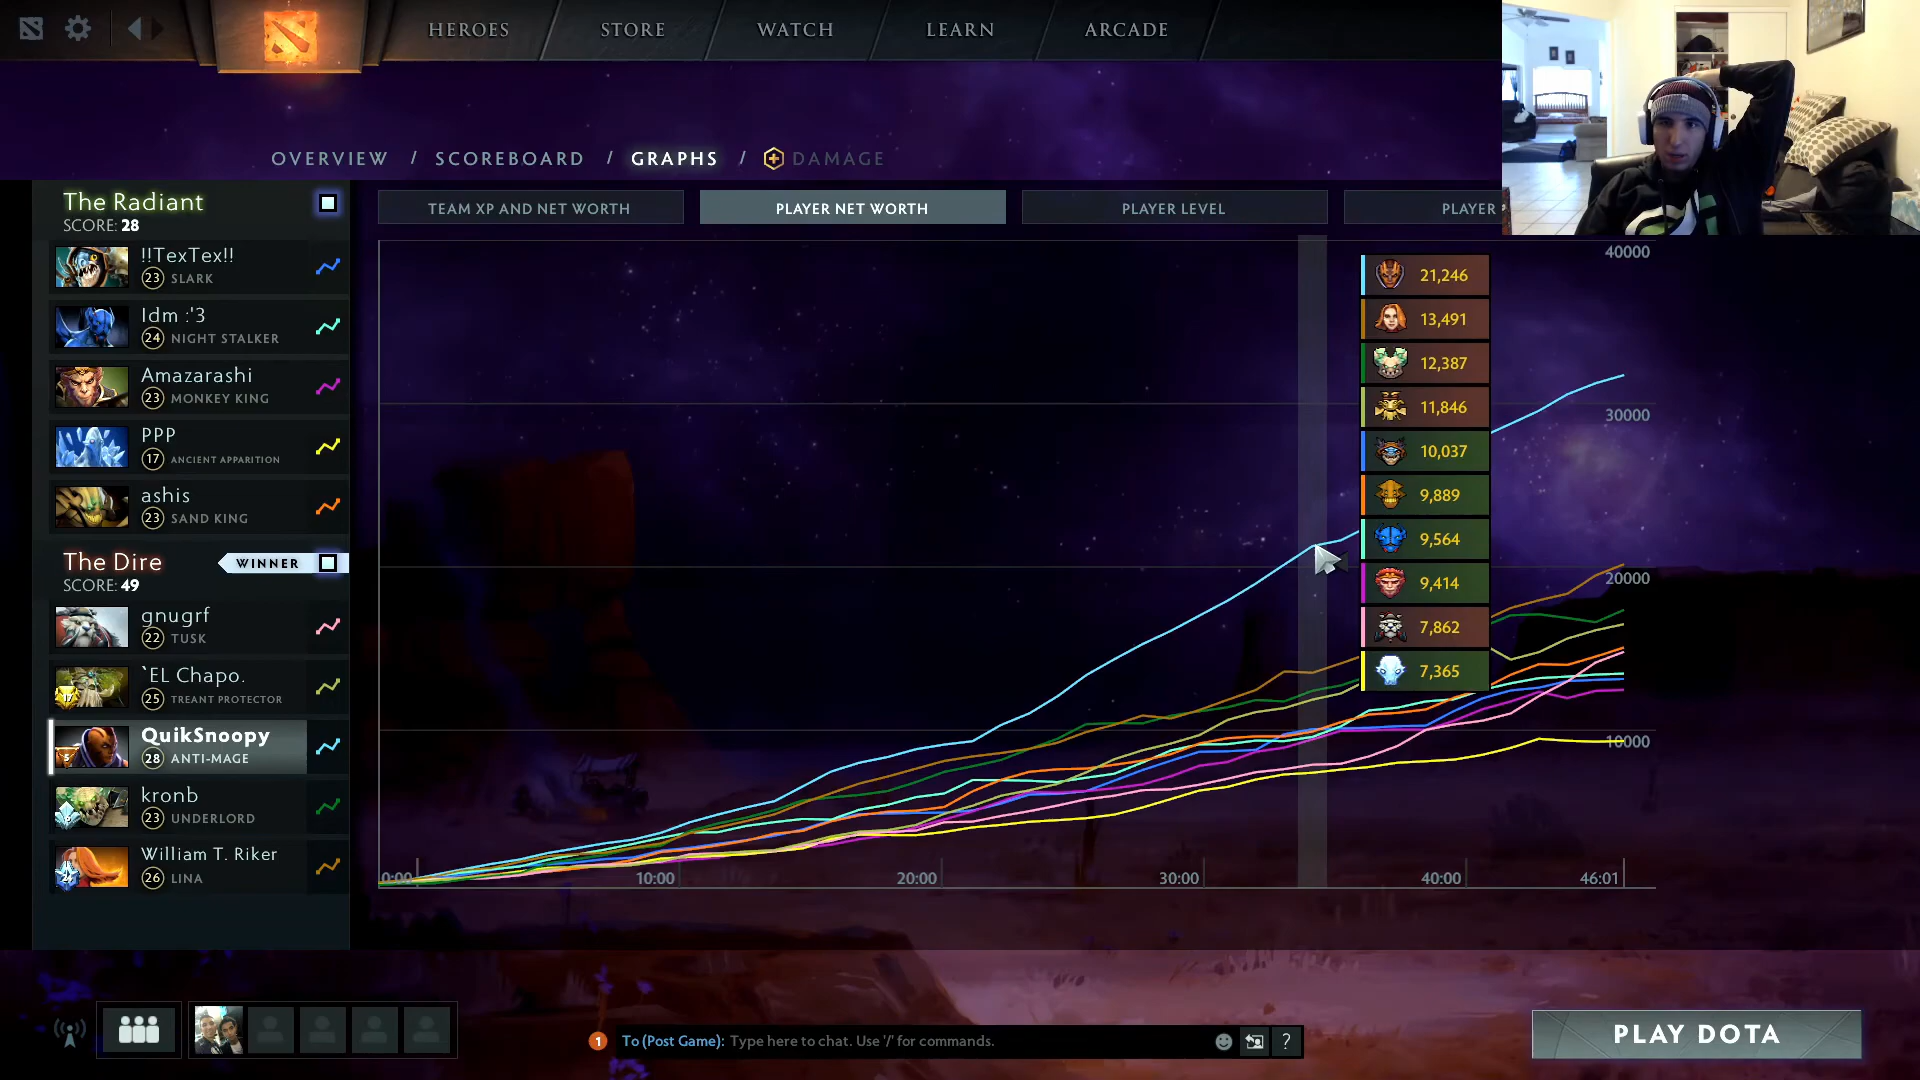 HEROES
STORE
WATCH
LEARN
ARCADE
OVERVIEW / SCOREBOARD / GRAPHS / DAMAGE
The Radiant
SCORE: 28
!!TexTex!!
23 SLARK
Idm :'3
24 NIGHT STALKER
Amazarashi
23 MONKEY KING
PPP
17 ANCIENT APPARITION
ashis
23 SAND KING
The Dire
WINNER
SCORE: 49
gnugrf
22 TUSK
`EL Chapo.
17
25 TREANT PROTECTOR
QuikSnoopy
5
28 ANTI-MAGE
kronb
23 UNDERLORD
William T. Riker
26 LINA
TEAM XP AND NET WORTH
PLAYER NET WORTH
PLAYER LEVEL
PLAYER
40000
30000
20000
10000
21,246
13,491
12,387
11,846
10,037
9,889
9,564
9,414
7,862
7,365
0:00
10:00
20:00
30:00
40:00
46:01
1
To (Post Game): Type here to chat. Use '/' for commands.
?
PLAY DOTA